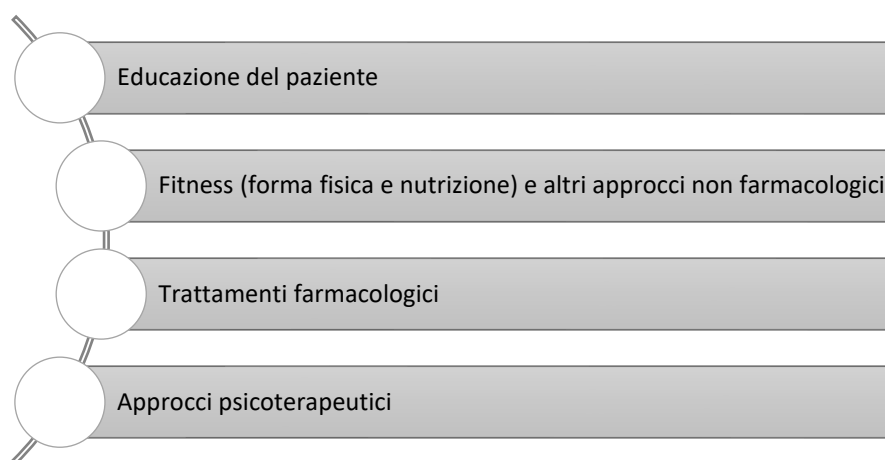 Educazione del paziente
Fitness (forma fisica e nutrizione) e altri approcci non farmacologici
Trattamenti farmacologici
Approcci psicoterapeutici